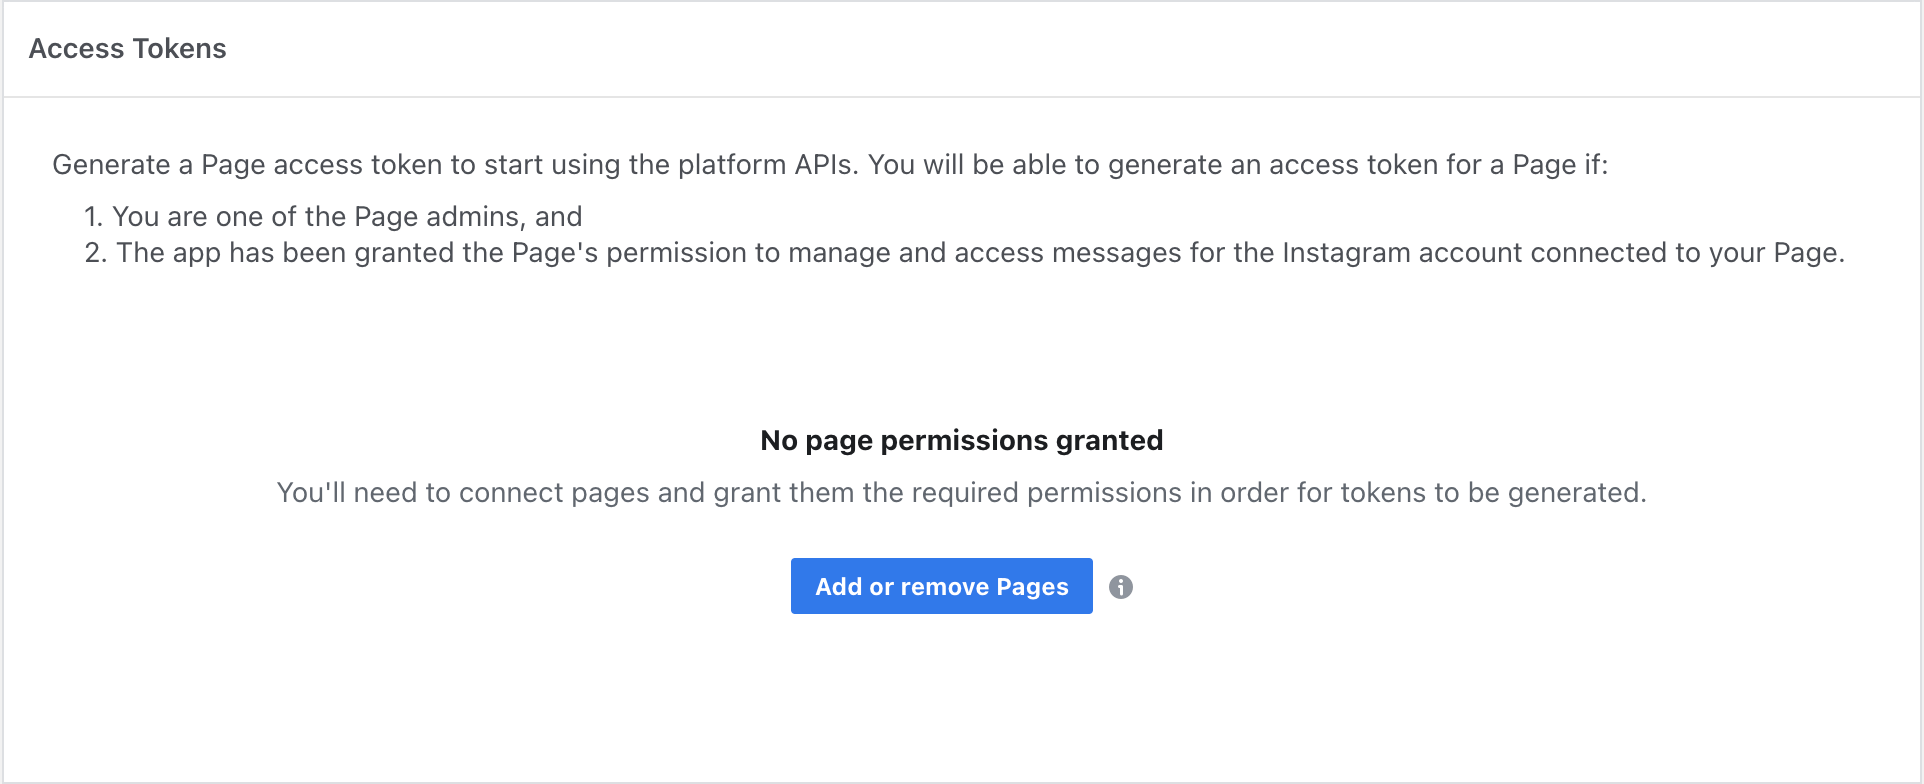 Access Tokens
Generate a Page access token to start using the platform APIs. You will be able to generate an access token for a Page if:
1. You are one of the Page admins, and
2. The app has been granted the Page's permission to manage and access messages for the Instagram account connected to your Page.
No page permissions granted
You'll need to connect pages and grant them the required permissions in order for tokens to be generated.
Add or remove Pages